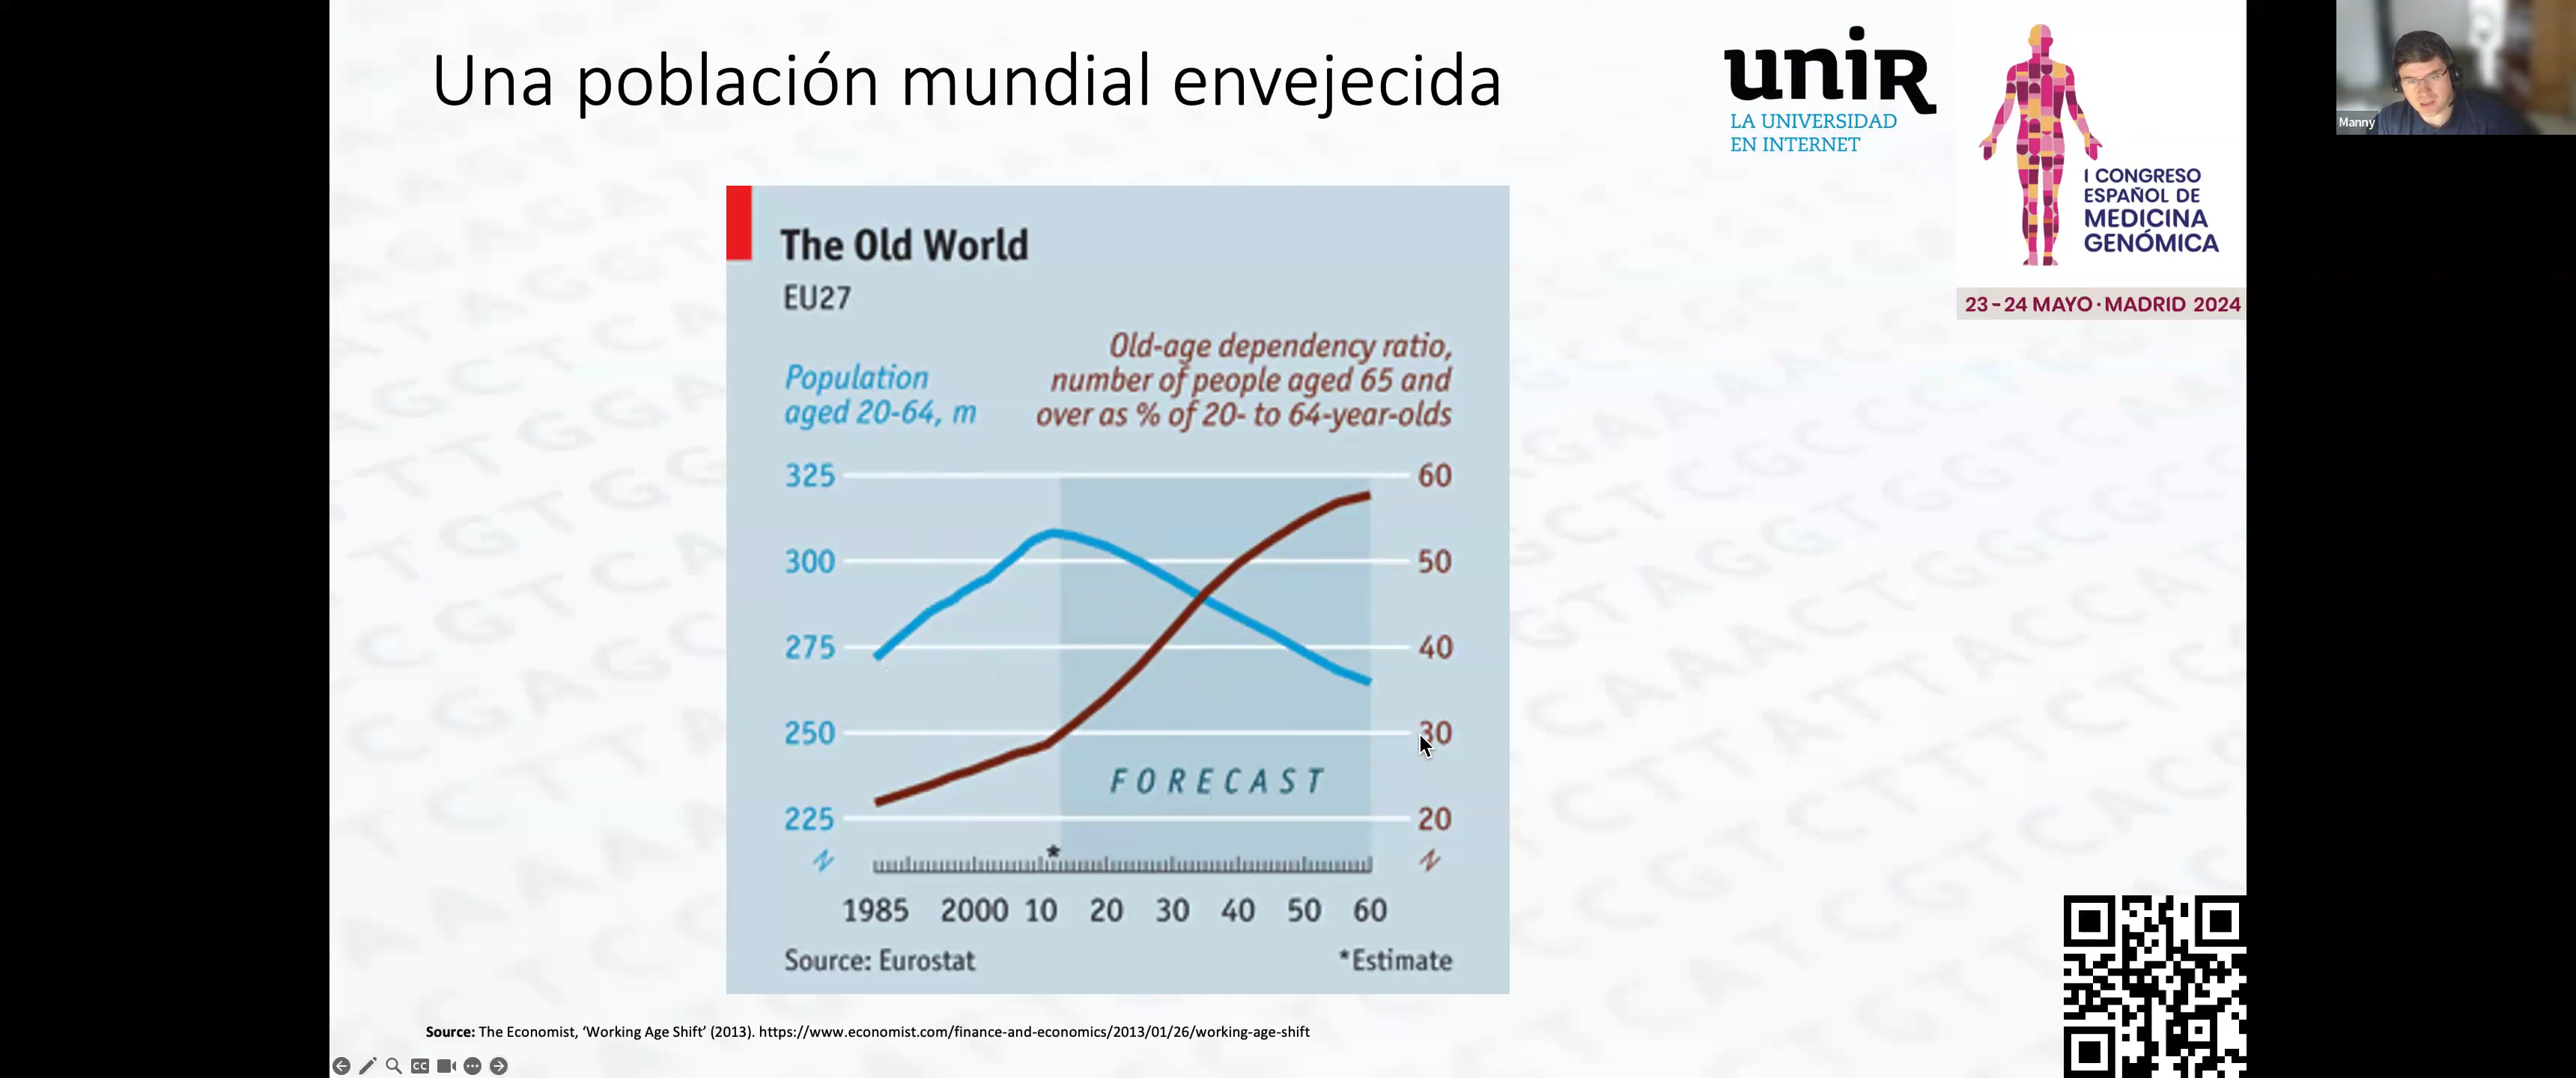 Una población mundial envejecida
unir
LA UNIVERSIDAD
EN INTERNET
I CONGRESO
ESPAÑOL DE
MEDICINA
GENÓMICA
23-24 MAYO·MADRID 2024
Manny
The Old World
EU27
Population
aged 20-64, m
Old-age dependency ratio,
number of people aged 65 and
over as % of 20- to 64-year-olds
325 60
300 50
275 40
250 30
FORECAST
225 20
*
1985 2000 10 20 30 40 50 60
Source: Eurostat *Estimate
Source: The Economist, ‘Working Age Shift’ (2013). https://www.economist.com/finance-and-economics/2013/01/26/working-age-shift
CC